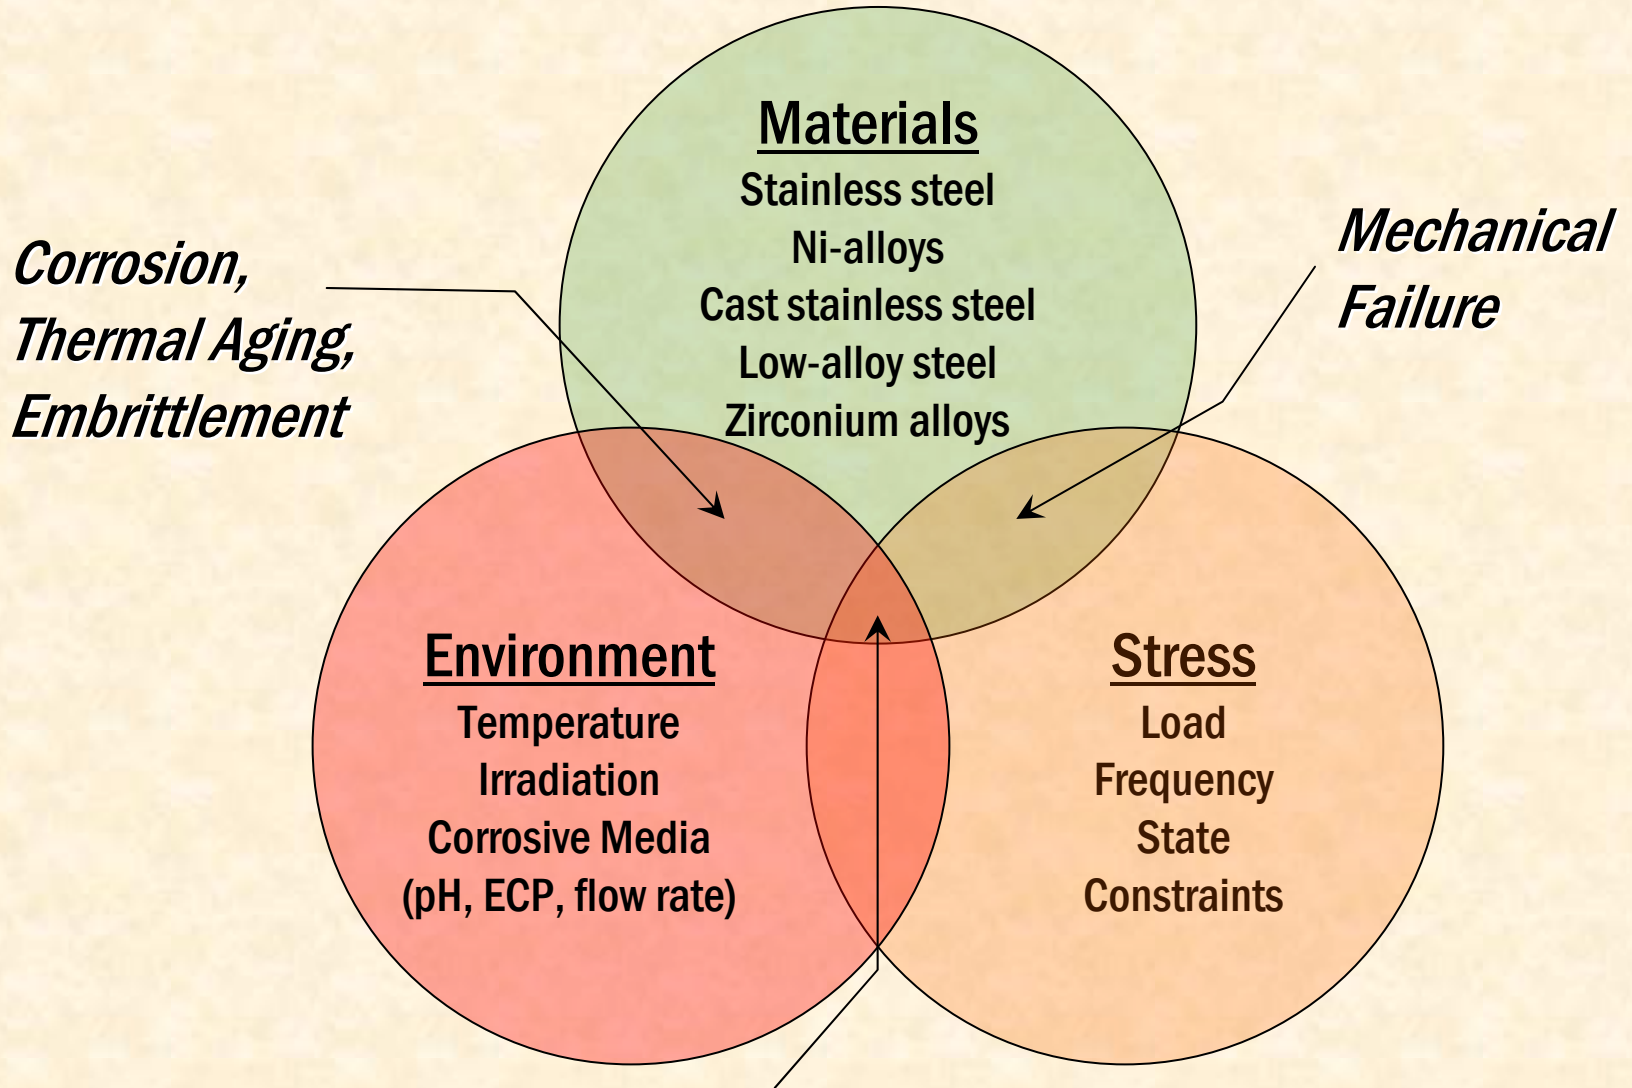 Materials
Stainless steel
Ni-alloys
Cast stainless steel
Low-alloy steel
Zirconium alloys
Corrosion,
Thermal Aging,
Embrittlement
Mechanical
Failure
Environment
Temperature
Irradiation
Corrosive Media
(pH, ECP, flow rate)
Stress
Load
Frequency
State
Constraints